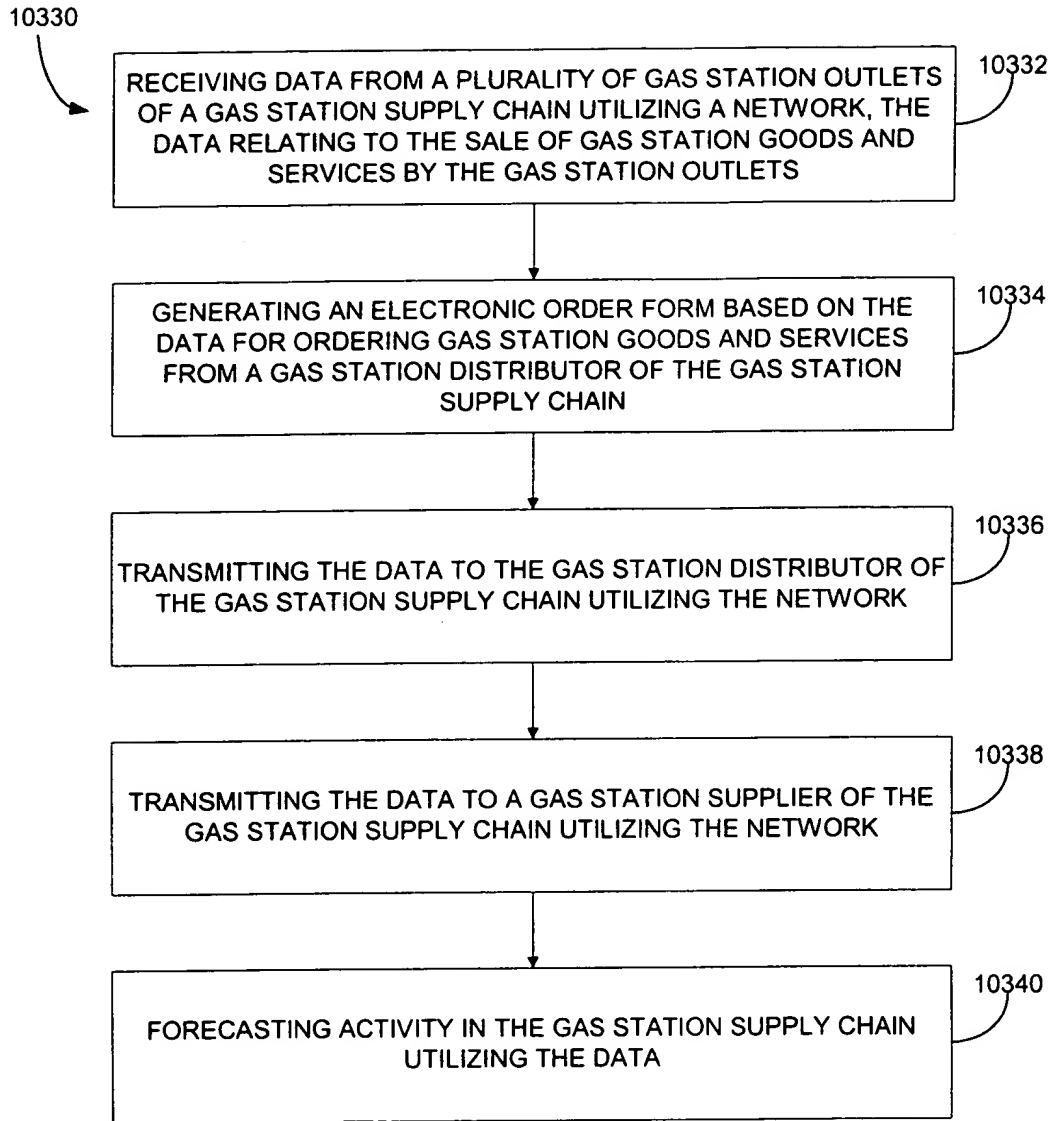 10330
10332
RECEIVING DATA FROM A PLURALITY OF GAS STATION OUTLETS
OF A GAS STATION SUPPLY CHAIN UTILIZING A NETWORK, THE
DATA RELATING TO THE SALE OF GAS STATION GOODS AND
SERVICES BY THE GAS STATION OUTLETS
10334
GENERATING AN ELECTRONIC ORDER FORM BASED ON THE
DATA FOR ORDERING GAS STATION GOODS AND SERVICES
FROM A GAS STATION DISTRIBUTOR OF THE GAS STATION
SUPPLY CHAIN
10336
TRANSMITTING THE DATA TO THE GAS STATION DISTRIBUTOR OF
THE GAS STATION SUPPLY CHAIN UTILIZING THE NETWORK
10338
TRANSMITTING THE DATA TO A GAS STATION SUPPLIER OF THE
GAS STATION SUPPLY CHAIN UTILIZING THE NETWORK
10340
FORECASTING ACTIVITY IN THE GAS STATION SUPPLY CHAIN
UTILIZING THE DATA